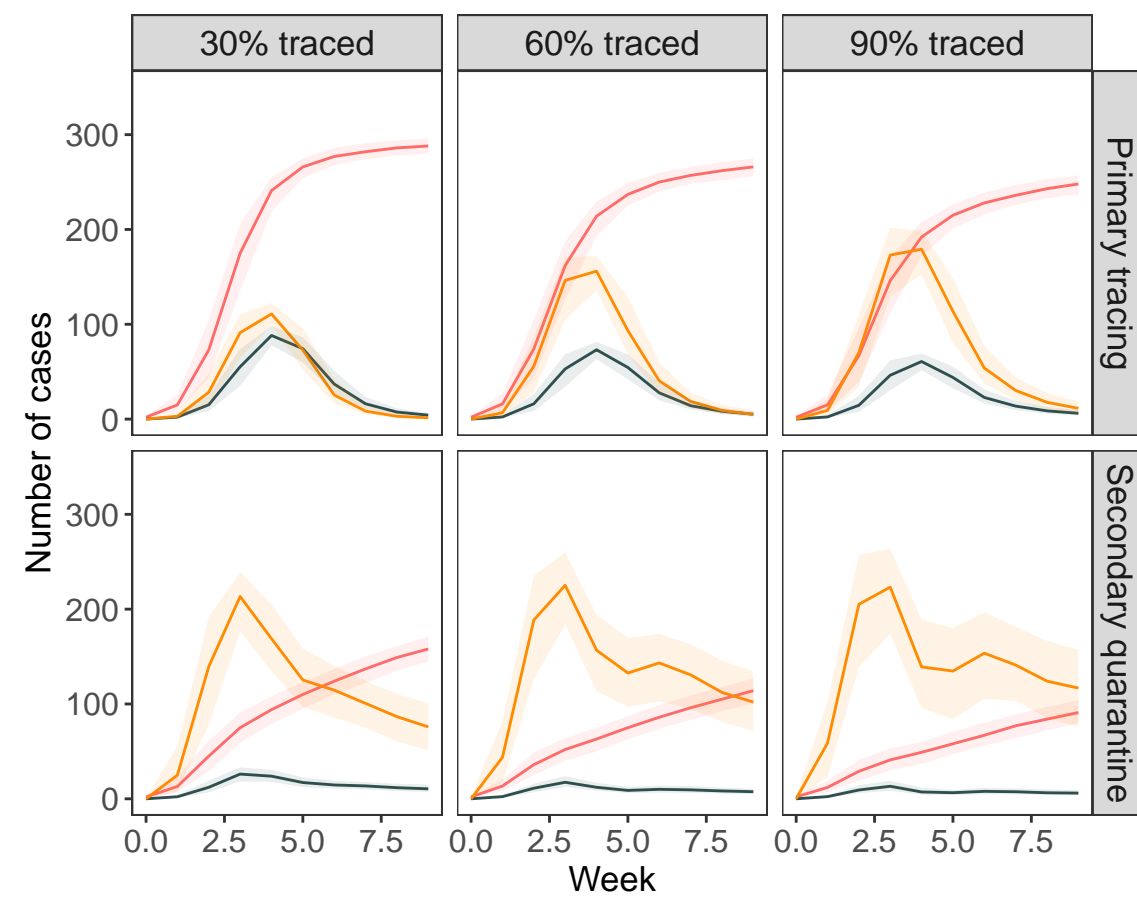 30% traced
60% traced
90% traced
Number of cases
300
200
100
0
Primary tracing
300
200
100
0
Secondary quarantine
0.0 2.5 5.0 7.5
0.0 2.5 5.0 7.5
0.0 2.5 5.0 7.5
Week